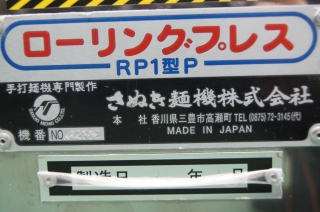 ローリングプレス
RP1型P
手打麺機専門製作
さぬき麺機株式会社
本社 香川県三豊市高瀬町 TEL (0875) 72-3145(代)
MADE IN JAPAN
機番 NO
製造日 年 月